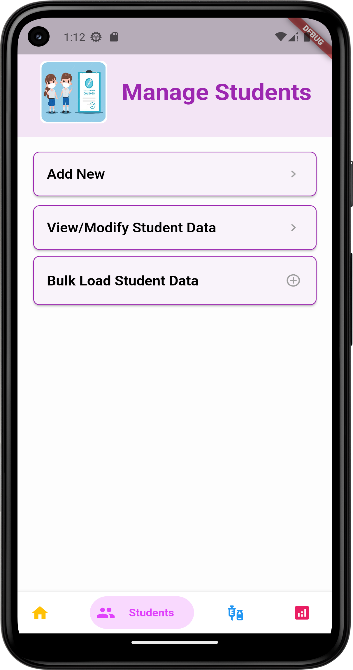 1:12
DEBUG
Manage Students
Add New
View/Modify Student Data
Bulk Load Student Data
Students